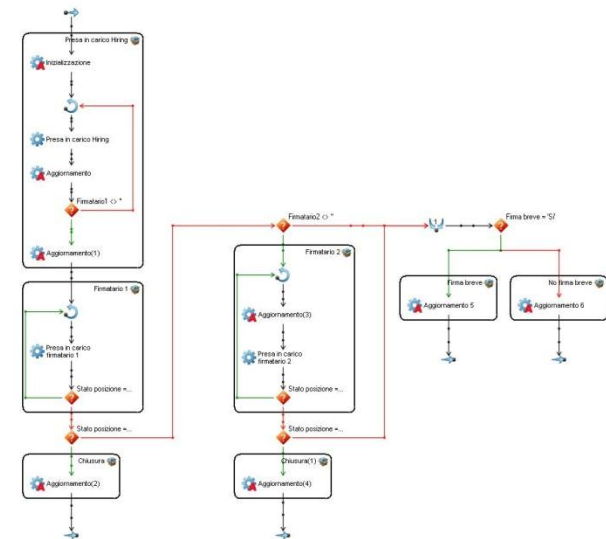 Presa in carico Hiring
Inizializzazione
Presa in carico Hiring
Aggiornamento
Firmatario1 <> ''
Aggiornamento(1)
Firmatario 1
Presa in carico
firmatario 1
Stato posizione =...
Stato posizione =...
Chiusura
Aggiornamento(2)
Firmatario2 <> ''
Firmatario 2
Aggiornamento(3)
Presa in carico
firmatario 2
Stato posizione =...
Stato posizione =...
Chiusura(1)
Aggiornamento(4)
1
Firma breve = 'SI'
Firma breve
Aggiornamento 5
No firma breve
Aggiornamento 6